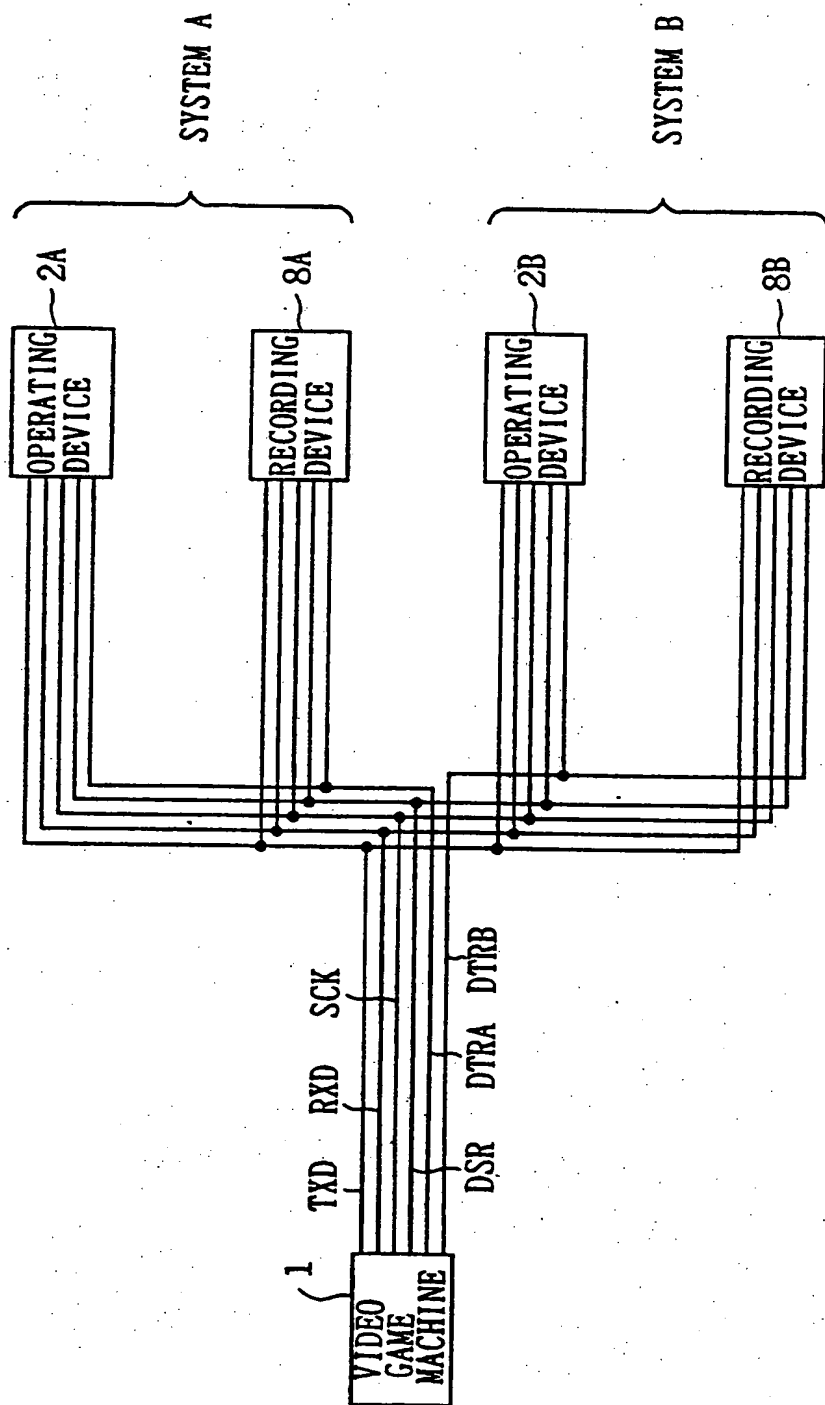 SYSTEM A
SYSTEM B
2A
OPERATING
DEVICE
8A
RECORDING
DEVICE
2B
OPERATING
DEVICE
8B
RECORDING
DEVICE
TXD
RXD
SCK
DSR
DTRA
DTRB
1
VIDEO
GAME
MACHINE